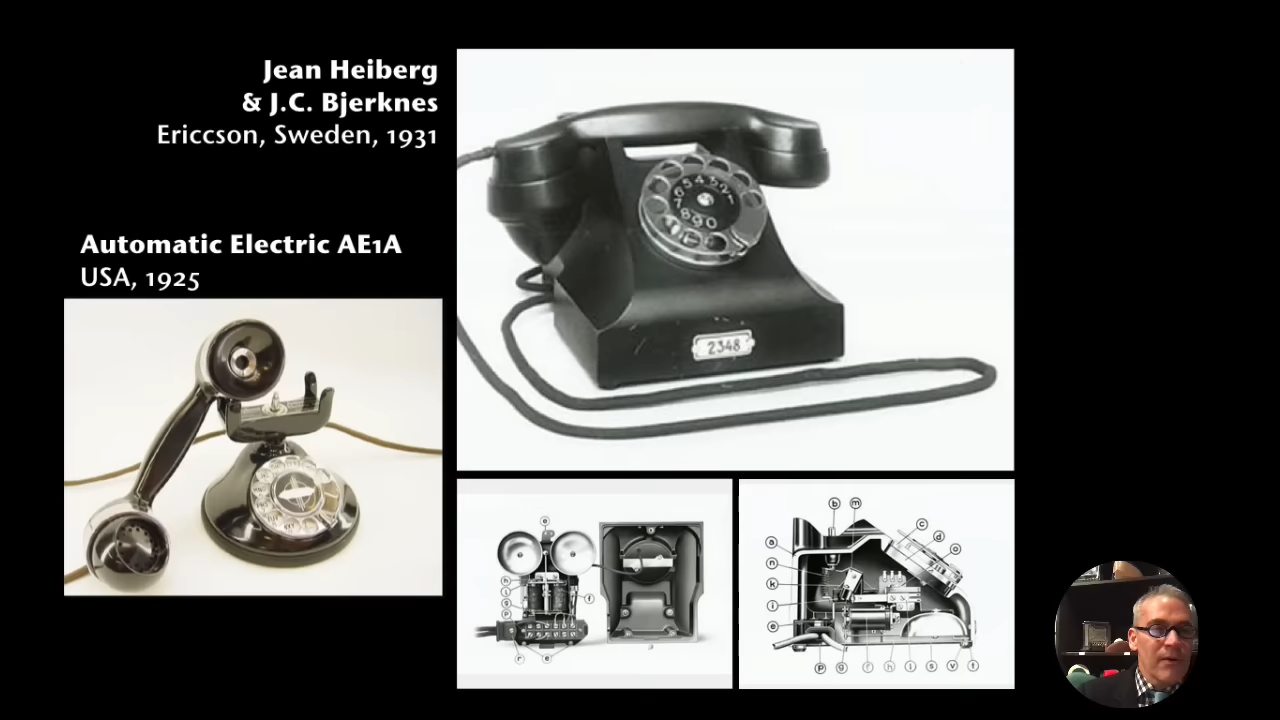 Jean Heiberg
& J.C. Bjerknes
Ericcson, Sweden, 1931
Automatic Electric AE1A
USA, 1925
2348